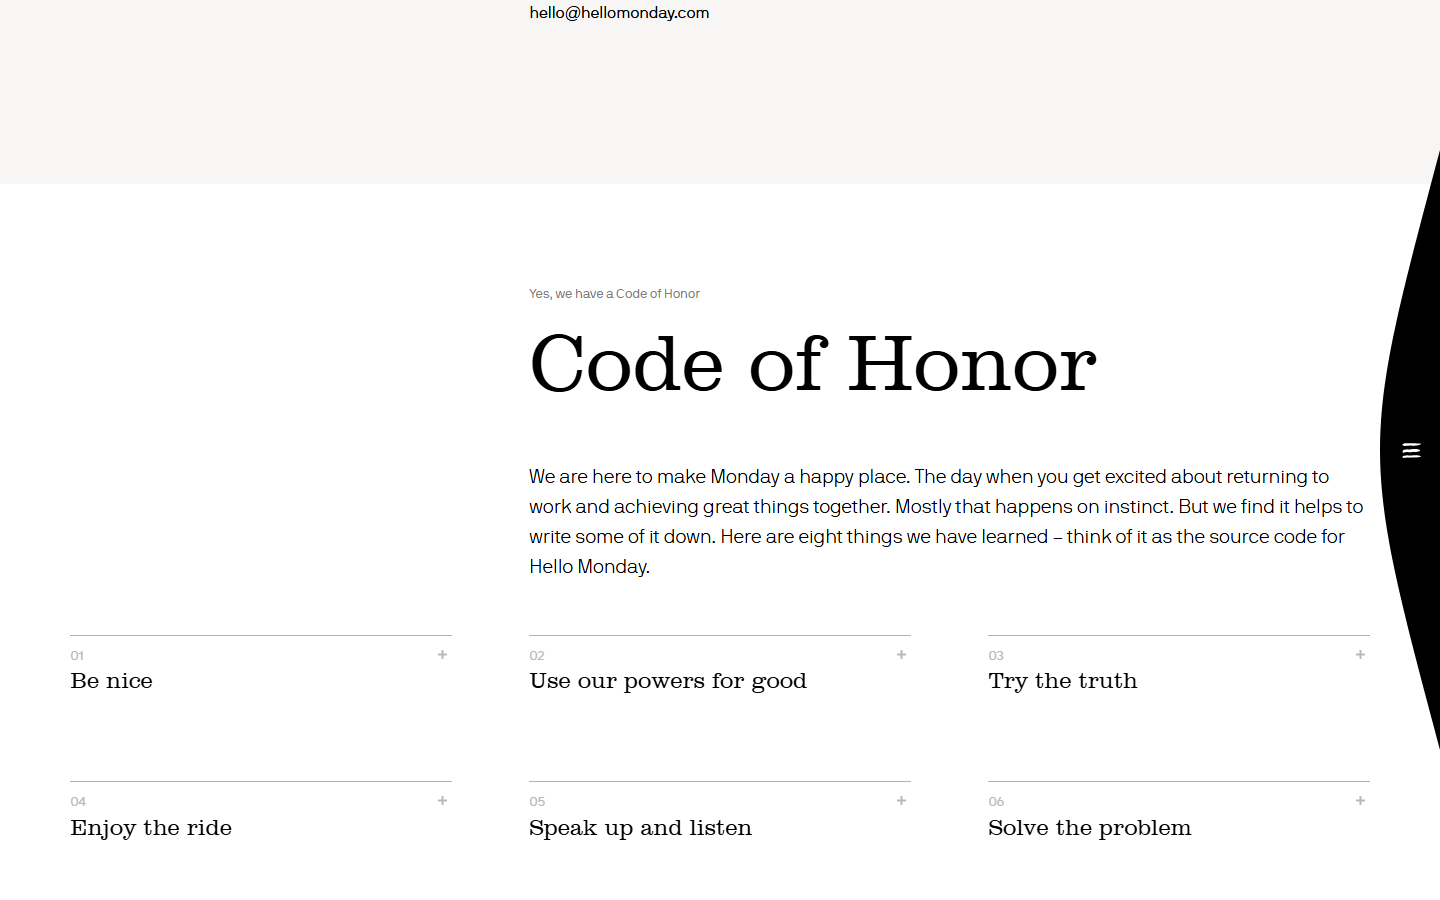 hello@hellomonday.com
Yes, we have a Code of Honor
Code of Honor
We are here to make Monday a happy place. The day when you get excited about returning to
work and achieving great things together. Mostly that happens on instinct. But we find it helps to
write some of it down. Here are eight things we have learned – think of it as the source code for
Hello Monday.
01
Be nice
02
Use our powers for good
03
Try the truth
04
Enjoy the ride
05
Speak up and listen
06
Solve the problem